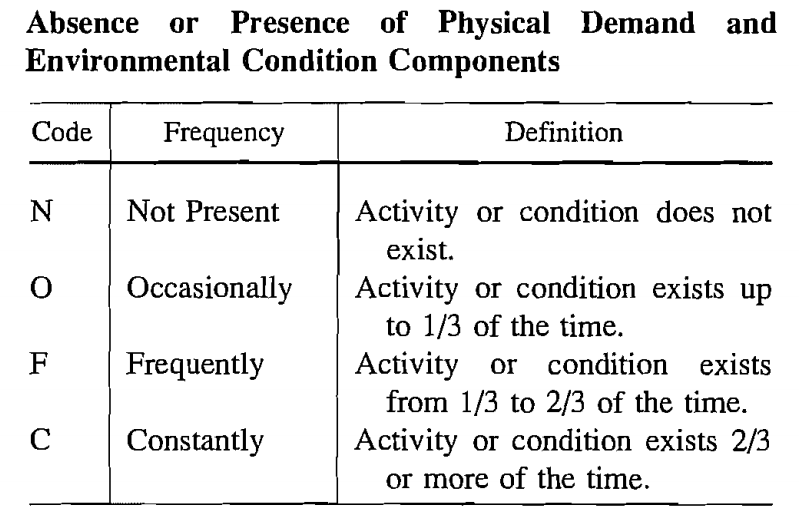 Absence or Presence of Physical Demand and
Environmental Condition Components
Code Frequency Definition
N Not Present Activity or condition does not
exist.
O Occasionally Activity or condition exists up
to 1/3 of the time.
F Frequently Activity or condition exists
from 1/3 to 2/3 of the time.
C Constantly Activity or condition exists 2/3
or more of the time.